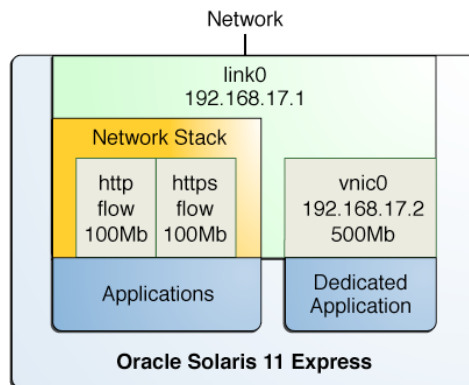 Network
link0
192.168.17.1
Network Stack
http
flow
100Mb
https
flow
100Mb
vnic0
192.168.17.2
500Mb
Applications
Dedicated
Application
Oracle Solaris 11 Express